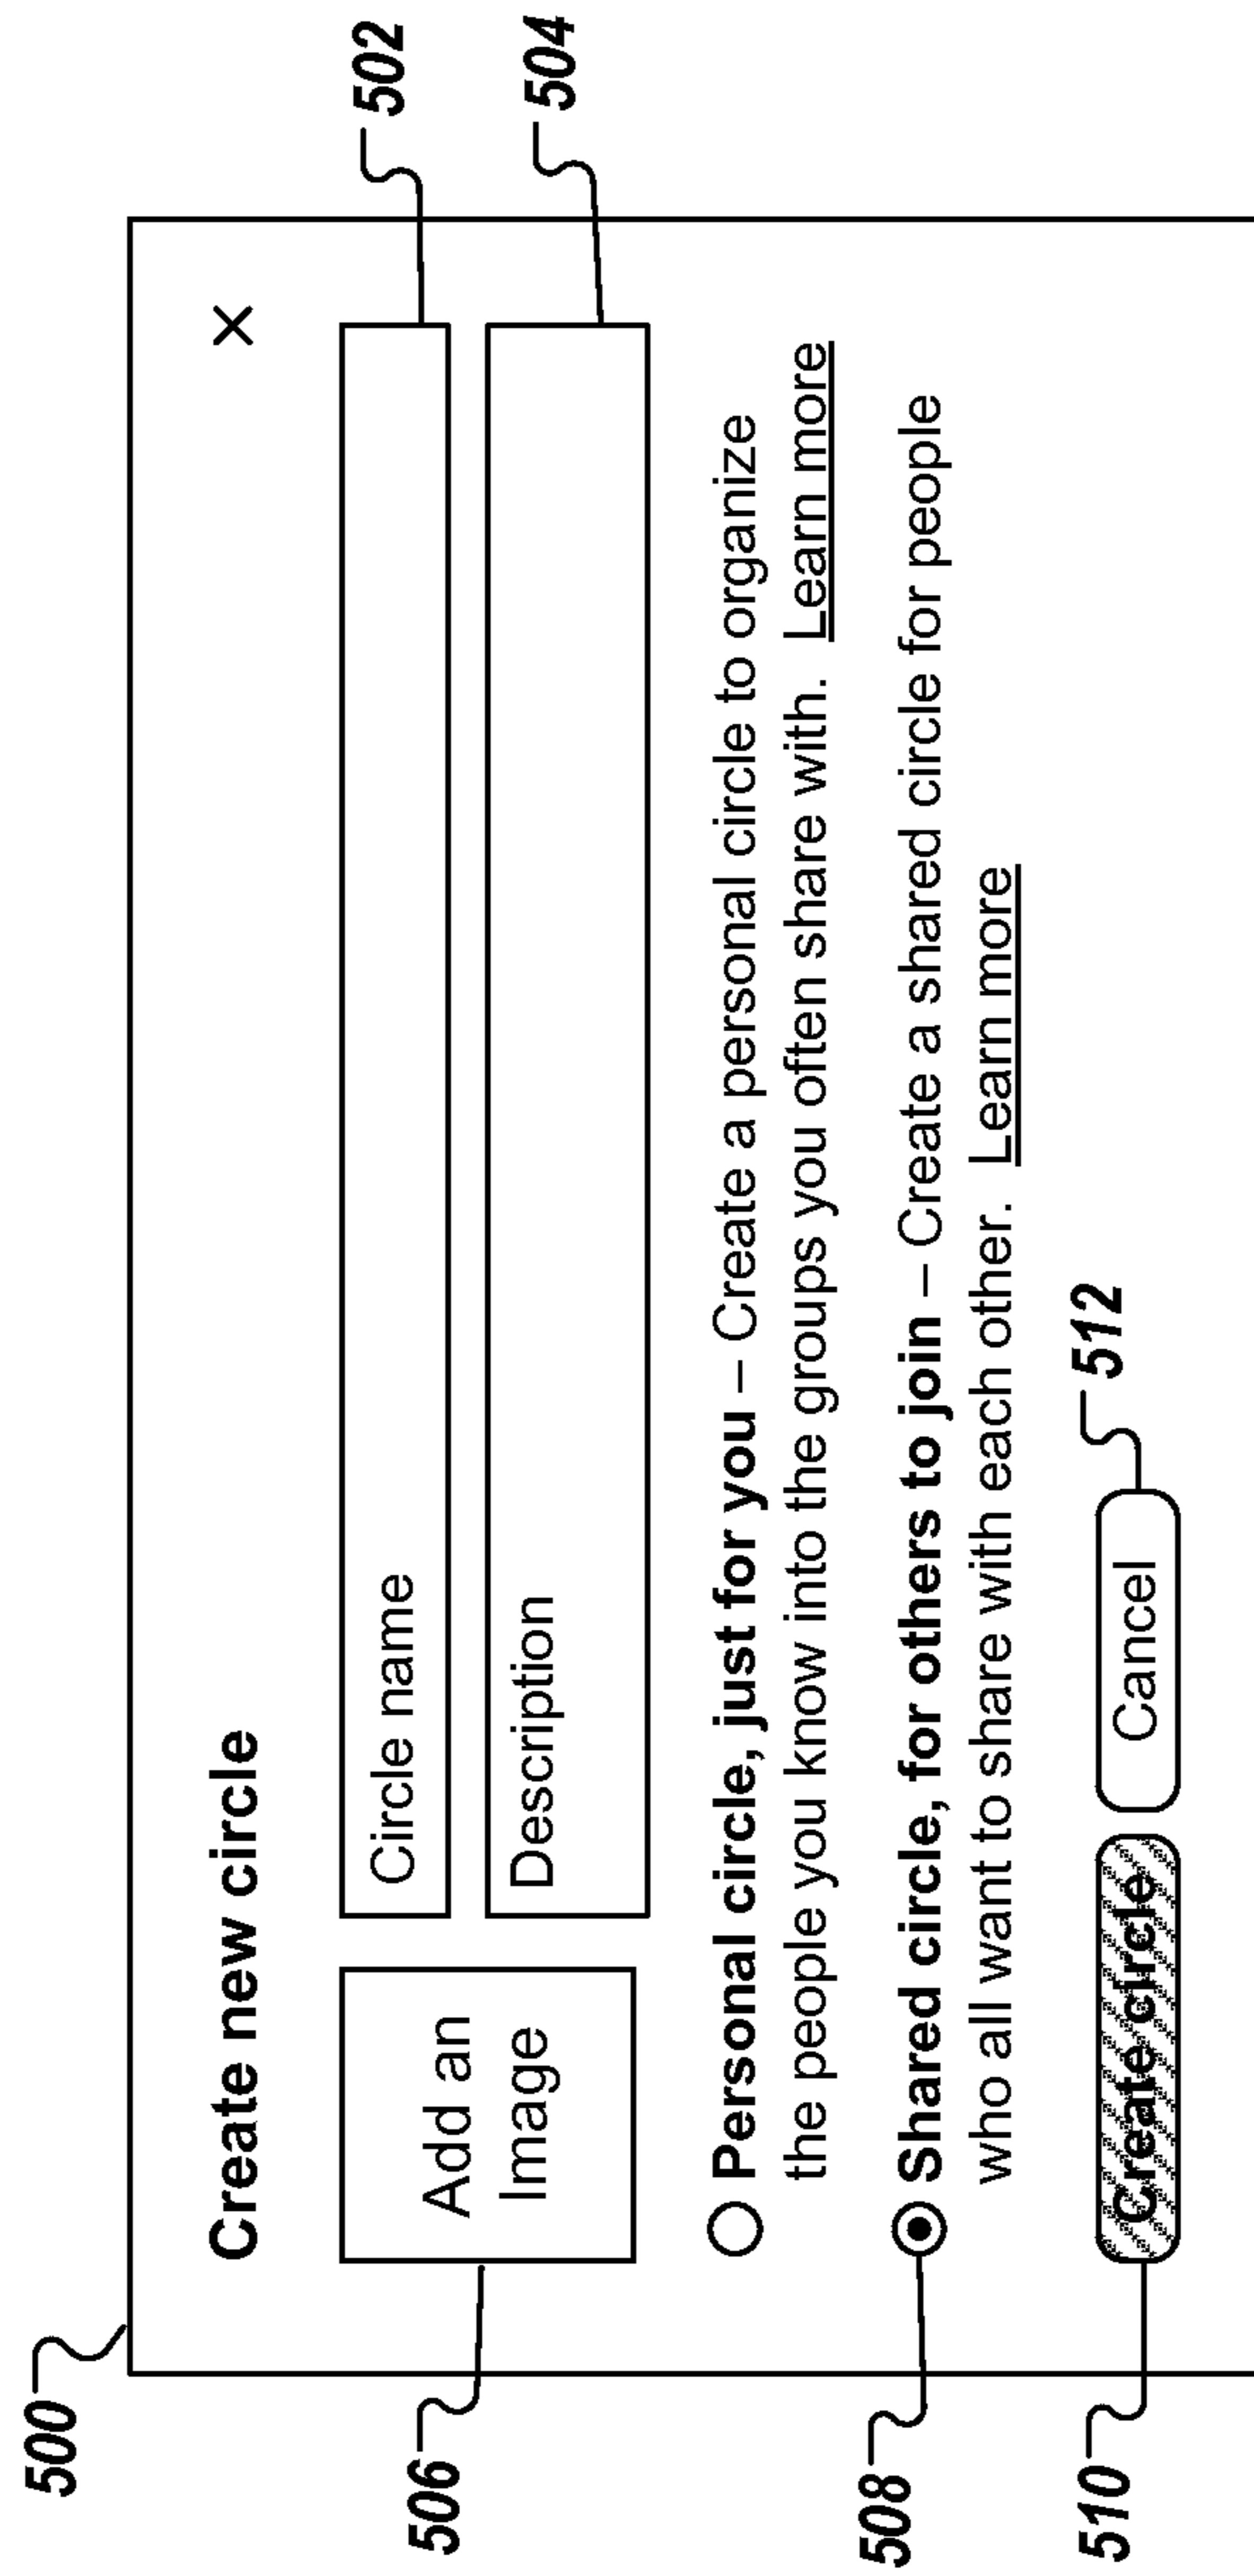 500
Create new circle
×
506
Add an
Image
Circle name
502
Description
504
Personal circle, just for you – Create a personal circle to organize
the people you know into the groups you often share with. Learn more
508
Shared circle, for others to join – Create a shared circle for people
who all want to share with each other. Learn more
510
Create circle
Cancel
512